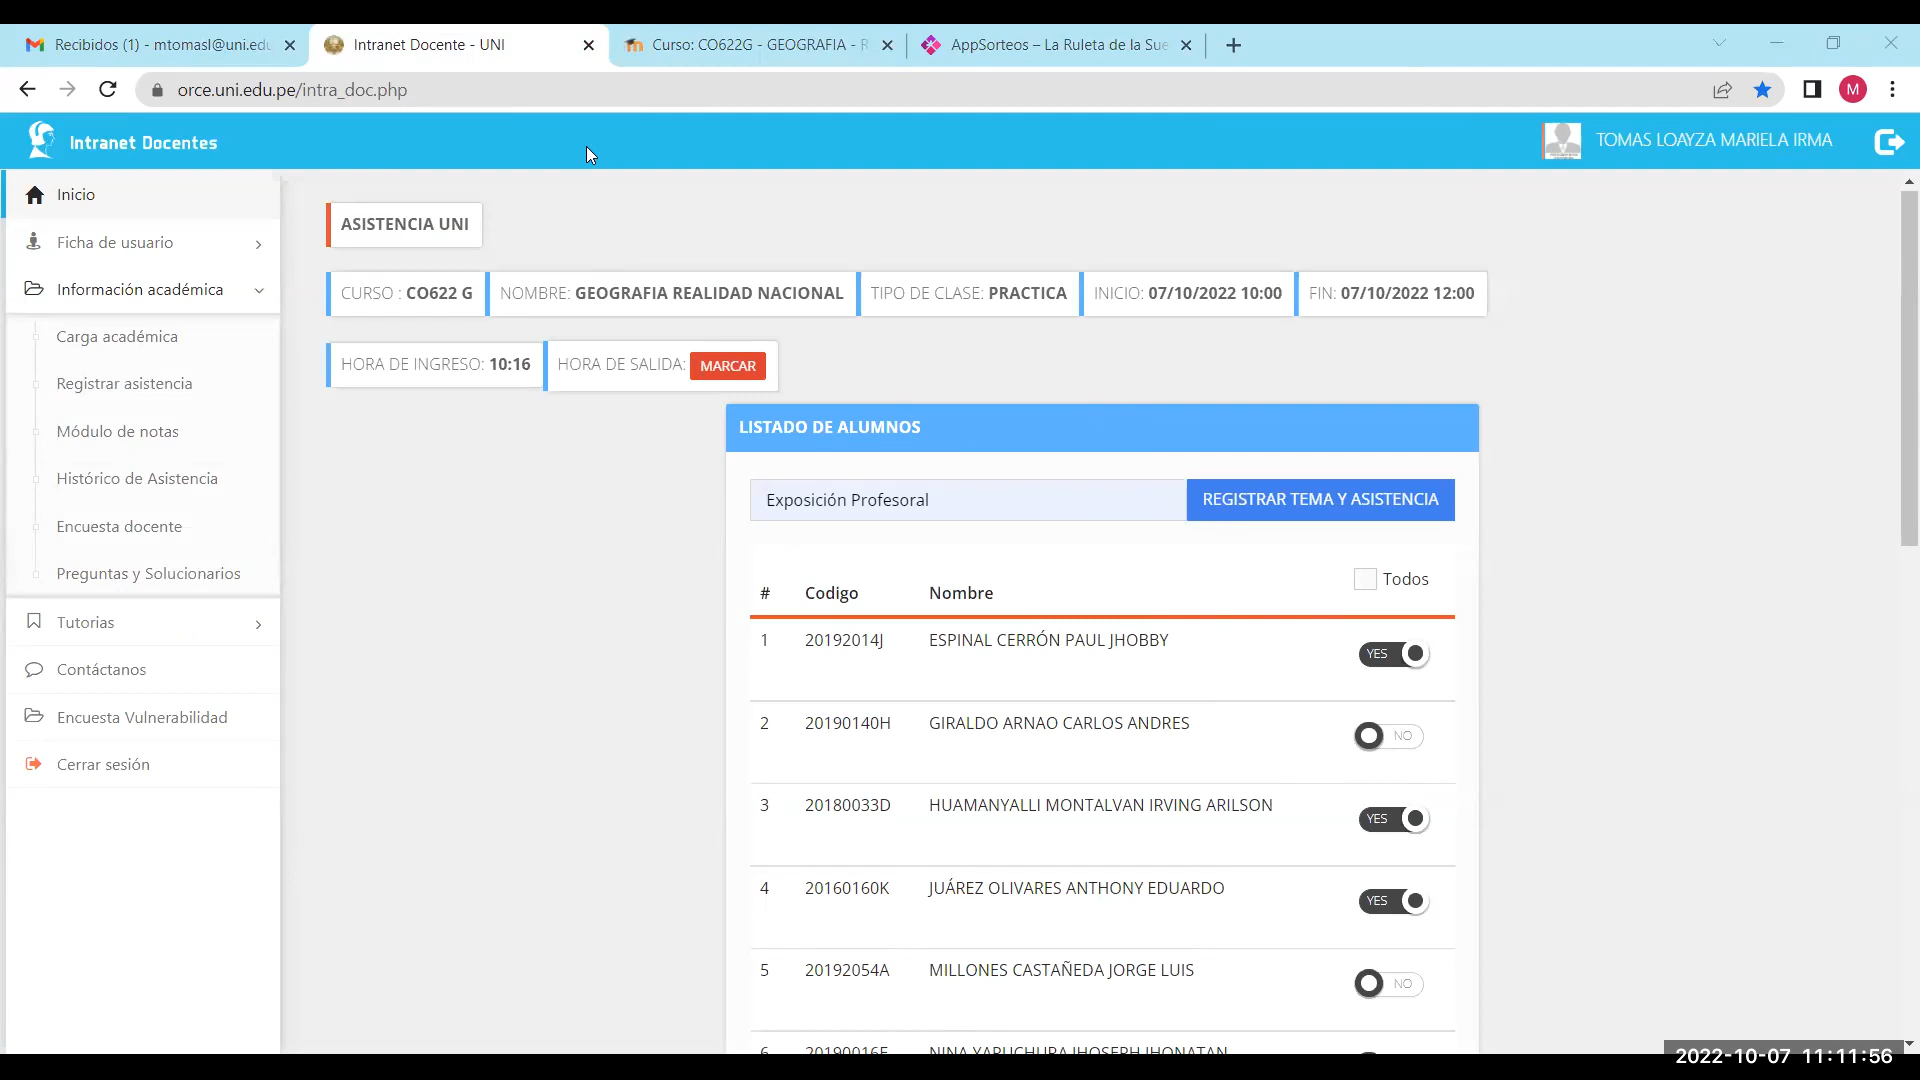 Recibidos (1) - mtomasl@uni.edu
Intranet Docente - UNI
Curso: CO622G - GEOGRAFIA - R
AppSorteos – La Ruleta de la Sue
orce.uni.edu.pe/intra_doc.php
M
Intranet Docentes
TOMAS LOAYZA MARIELA IRMA
Inicio
Ficha de usuario
Información académica
Carga académica
Registrar asistencia
Módulo de notas
Histórico de Asistencia
Encuesta docente
Preguntas y Solucionarios
Tutorias
Contáctanos
Encuesta Vulnerabilidad
Cerrar sesión
ASISTENCIA UNI
CURSO : CO622 G
NOMBRE: GEOGRAFIA REALIDAD NACIONAL
TIPO DE CLASE: PRACTICA
INICIO: 07/10/2022 10:00
FIN: 07/10/2022 12:00
HORA DE INGRESO: 10:16
HORA DE SALIDA: MARCAR
LISTADO DE ALUMNOS
Exposición Profesoral
REGISTRAR TEMA Y ASISTENCIA
# Codigo Nombre Todos
1 20192014J ESPINAL CERRÓN PAUL JHOBBY YES
2 20190140H GIRALDO ARNAO CARLOS ANDRES NO
3 20180033D HUAMANYALLI MONTALVAN IRVING ARILSON YES
4 20160160K JUÁREZ OLIVARES ANTHONY EDUARDO YES
5 20192054A MILLONES CASTAÑEDA JORGE LUIS NO
6 NINA YARUCHURA JHOSEPH JHONATAN
2022-10-07 11:11:56